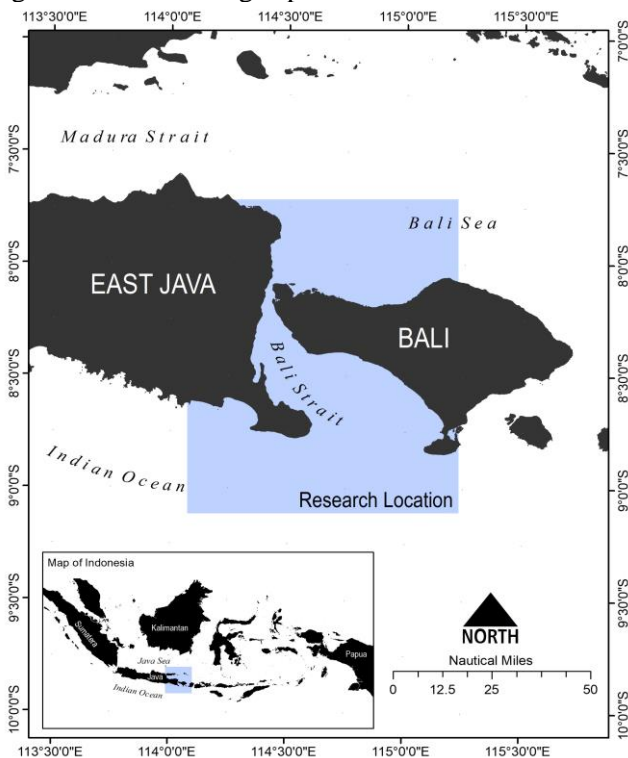 113°30'0"E 114°0'0"E 114°30'0"E 115°0'0"E 115°30'0"E
7°0'0"S
Madura Strait
7°30'0"S 7°30'0"S
Bali Sea
8°0'0"S 8°0'0"S
EAST JAVA
BALI
Bali Strait
8°30'0"S 8°30'0"S
Indian Ocean
9°0'0"S 9°0'0"S
Research Location
Map of Indonesia
9°30'0"S 9°30'0"S
Sumatera
Kalimantan
Papua
Java Sea
Java
Indian Ocean
NORTH
Nautical Miles
0 12.5 25 50
10°0'0"S 10°0'0"S
113°30'0"E 114°0'0"E 114°30'0"E 115°0'0"E 115°30'0"E